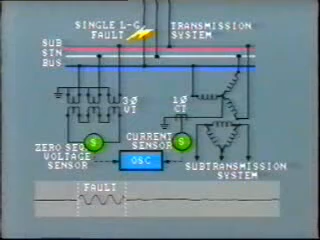 SINGLE L-G FAULT
TRANSMISSION SYSTEM
SUB
STN
BUS
3Ø VT
1Ø CT
ZERO SEQ VOLTAGE SENSOR
S
CURRENT SENSOR
S
OSC
SUBTRANSMISSION SYSTEM
FAULT